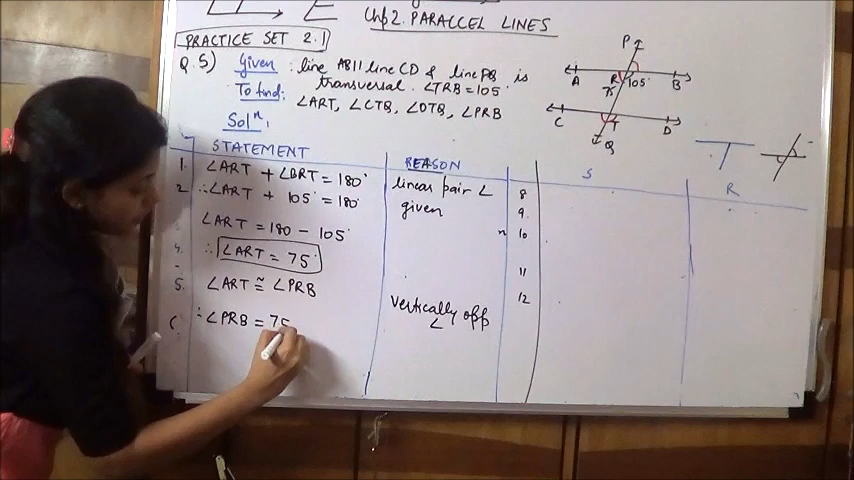 Chp 2. PARALLEL LINES
PRACTICE SET 2.1
Q.5) Given : line AB || line CD & line PQ is
transversal. ∠TRB = 105°.
To find: ∠ART, ∠CTQ, ∠DTQ, ∠PRB
Solⁿ:
P
A R 105° B
75
C T D
Q
STATEMENT REASON S R
1. ∠ART + ∠BRT = 180° linear pair ∠ 8
2. ∴ ∠ART + 105° = 180° given 9
∠ART = 180 - 105° 10
4. ∴ ∠ART = 75° 11
5. ∠ART ≅ ∠PRB Vertically opp ∠ 12
∴ ∠PRB = 75